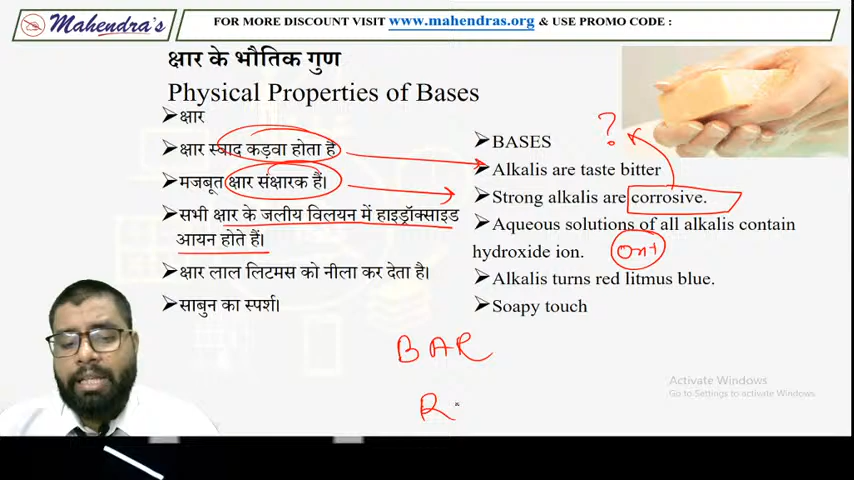 Mahendra's
FOR MORE DISCOUNT VISIT www.mahendras.org & USE PROMO CODE :
क्षार के भौतिक गुण
Physical Properties of Bases
➢क्षार
➢क्षार स्वाद कड़वा होता है
➢मजबूत क्षार संक्षारक हैं।
➢सभी क्षार के जलीय विलयन में हाइड्रॉक्साइड
आयन होते हैं।
➢क्षार लाल लिटमस को नीला कर देता है।
➢साबुन का स्पर्श।
?
➢BASES
➢Alkalis are taste bitter
➢Strong alkalis are corrosive.
➢Aqueous solutions of all alkalis contain
hydroxide ion.
➢Alkalis turns red litmus blue.
➢Soapy touch
BAR
R
Activate Windows
Go to Settings to activate Windows.